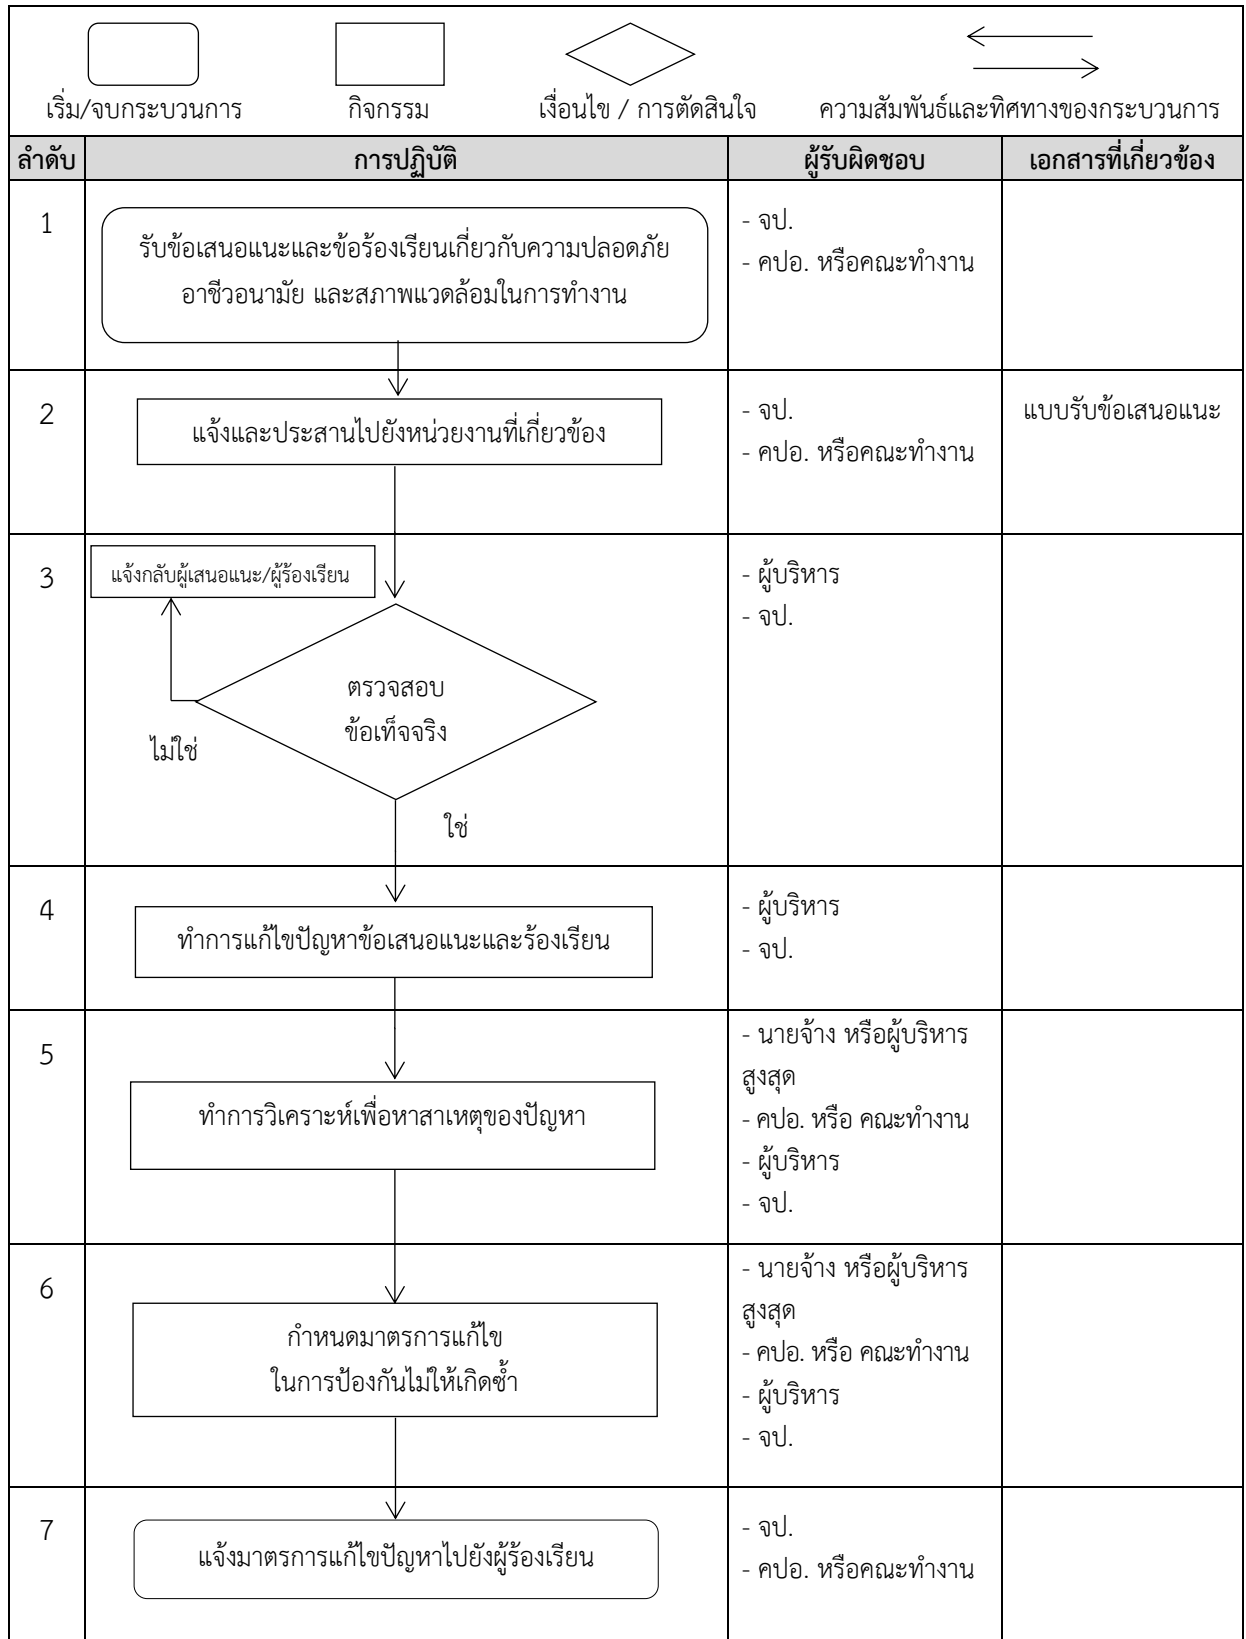 เริ่ม/จบกระบวนการ
กิจกรรม
เงื่อนไข / การตัดสินใจ
ความสัมพันธ์และทิศทางของกระบวนการ
ลำดับ
การปฏิบัติ
ผู้รับผิดชอบ
เอกสารที่เกี่ยวข้อง
1
รับข้อเสนอแนะและข้อร้องเรียนเกี่ยวกับความปลอดภัย
อาชีวอนามัย และสภาพแวดล้อมในการทำงาน
- จป.
- คปอ. หรือคณะทำงาน
2
แจ้งและประสานไปยังหน่วยงานที่เกี่ยวข้อง
- จป.
- คปอ. หรือคณะทำงาน
แบบรับข้อเสนอแนะ
3
แจ้งกลับผู้เสนอแนะ/ผู้ร้องเรียน
ตรวจสอบ
ข้อเท็จจริง
ไม่ใช่
ใช่
- ผู้บริหาร
- จป.
4
ทำการแก้ไขปัญหาข้อเสนอแนะและร้องเรียน
- ผู้บริหาร
- จป.
5
ทำการวิเคราะห์เพื่อหาสาเหตุของปัญหา
- นายจ้าง หรือผู้บริหาร
สูงสุด
- คปอ. หรือ คณะทำงาน
- ผู้บริหาร
- จป.
6
กำหนดมาตรการแก้ไข
ในการป้องกันไม่ให้เกิดซ้ำ
- นายจ้าง หรือผู้บริหาร
สูงสุด
- คปอ. หรือ คณะทำงาน
- ผู้บริหาร
- จป.
7
แจ้งมาตรการแก้ไขปัญหาไปยังผู้ร้องเรียน
- จป.
- คปอ. หรือคณะทำงาน